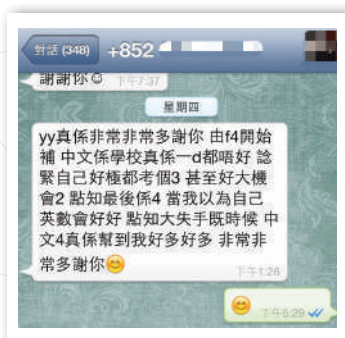 對話 (348)
+852
謝謝你☺ 下午7:37
星期四
yy真係非常非常多謝你 由f4開始
補 中文係學校真係一d都唔好 諗
緊自己好極都考個3 甚至好大機
會2 點知最後係4 當我以為自己
英數會好好 點知大失手既時候 中
文4真係幫到我好多好多 非常非
常多謝你😊
下午1:26
😊 下午5:29